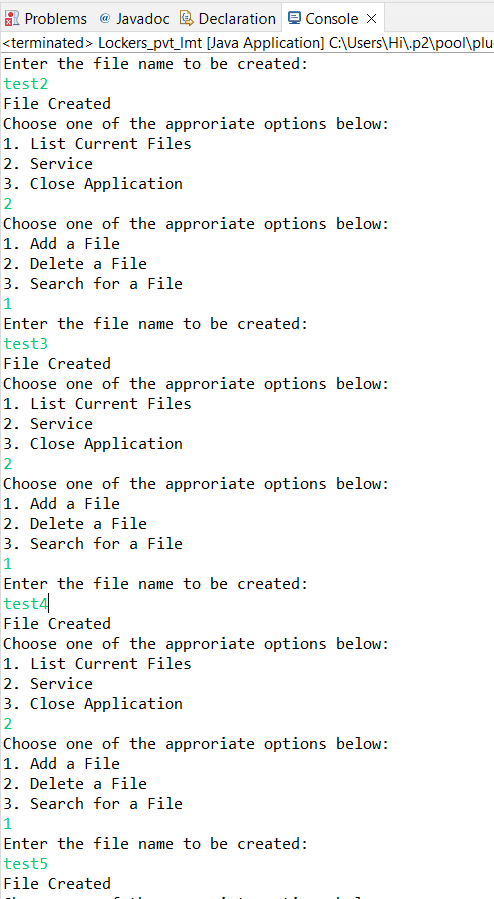 Problems @ Javadoc Declaration Console
<terminated> Lockers_pvt_lmt [Java Application] C:\Users\Hi\.p2\pool\plu
Enter the file name to be created:
test2
File Created
Choose one of the approriate options below:
1. List Current Files
2. Service
3. Close Application
2
Choose one of the approriate options below:
1. Add a File
2. Delete a File
3. Search for a File
1
Enter the file name to be created:
test3
File Created
Choose one of the approriate options below:
1. List Current Files
2. Service
3. Close Application
2
Choose one of the approriate options below:
1. Add a File
2. Delete a File
3. Search for a File
1
Enter the file name to be created:
test4
File Created
Choose one of the approriate options below:
1. List Current Files
2. Service
3. Close Application
2
Choose one of the approriate options below:
1. Add a File
2. Delete a File
3. Search for a File
1
Enter the file name to be created:
test5
File Created